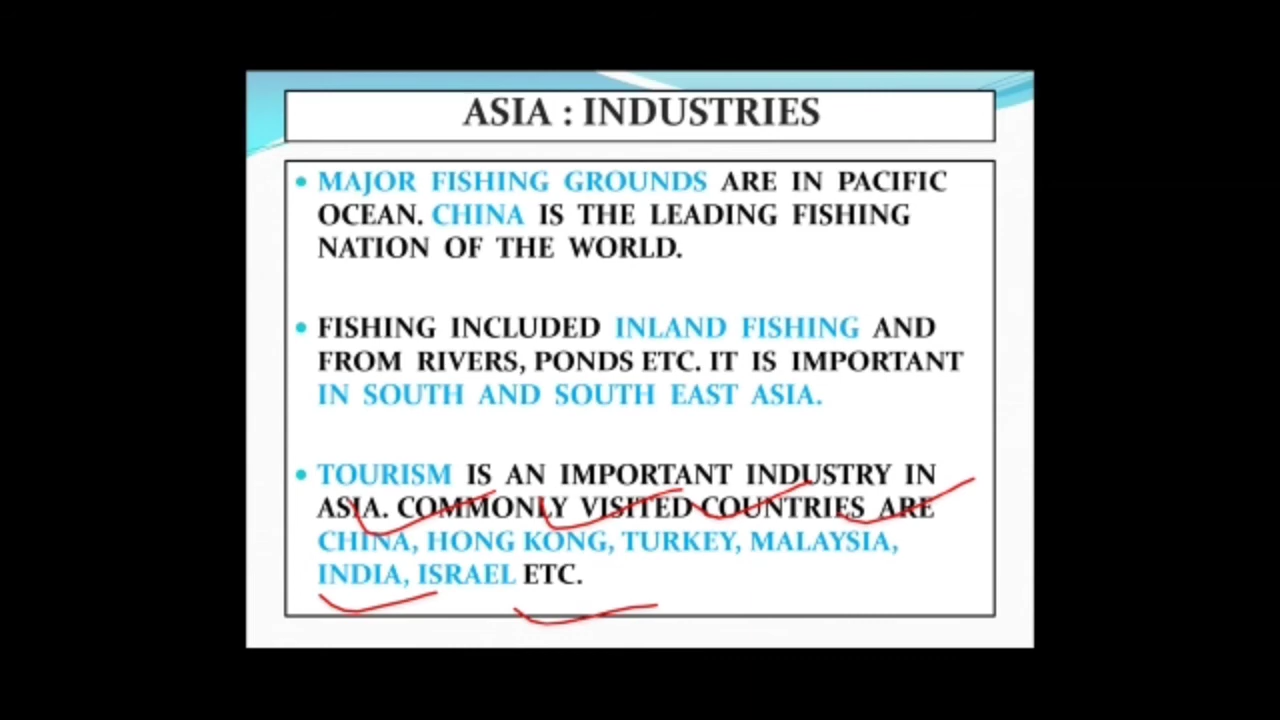 ASIA : INDUSTRIES
• MAJOR FISHING GROUNDS ARE IN PACIFIC
OCEAN. CHINA IS THE LEADING FISHING
NATION OF THE WORLD.
• FISHING INCLUDED INLAND FISHING AND
FROM RIVERS, PONDS ETC. IT IS IMPORTANT
IN SOUTH AND SOUTH EAST ASIA.
• TOURISM IS AN IMPORTANT INDUSTRY IN
ASIA. COMMONLY VISITED COUNTRIES ARE
CHINA, HONG KONG, TURKEY, MALAYSIA,
INDIA, ISRAEL ETC.